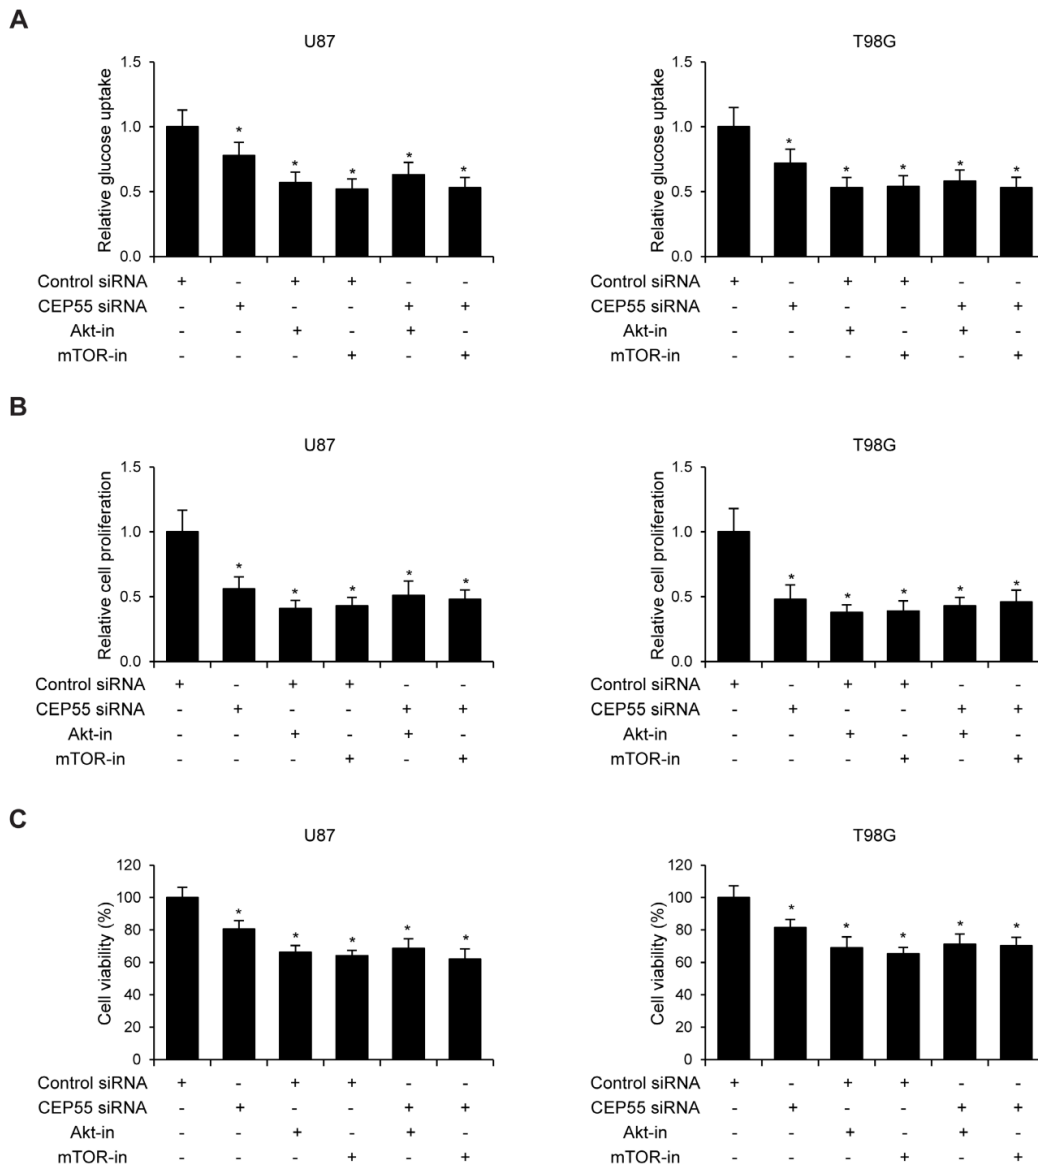 A
U87
T98G
Relative glucose uptake
1.5
1.0
0.5
0.0
* * * * *
Relative glucose uptake
1.5
1.0
0.5
0.0
* * * * *
Control siRNA + - + + - -
CEP55 siRNA - + - - + +
Akt-in - - + - + -
mTOR-in - - - + - +
Control siRNA + - + + - -
CEP55 siRNA - + - - + +
Akt-in - - + - + -
mTOR-in - - - + - +
B
U87
T98G
Relative cell proliferation
1.5
1.0
0.5
0.0
* * * * *
Relative cell proliferation
1.5
1.0
0.5
0.0
* * * * *
Control siRNA + - + + - -
CEP55 siRNA - + - - + +
Akt-in - - + - + -
mTOR-in - - - + - +
Control siRNA + - + + - -
CEP55 siRNA - + - - + +
Akt-in - - + - + -
mTOR-in - - - + - +
C
U87
T98G
Cell viability (%)
120
100
80
60
40
20
0
* * * * *
Cell viability (%)
120
100
80
60
40
20
0
* * * * *
Control siRNA + - + + - -
CEP55 siRNA - + - - + +
Akt-in - - + - + -
mTOR-in - - - + - +
Control siRNA + - + + - -
CEP55 siRNA - + - - + +
Akt-in - - + - + -
mTOR-in - - - + - +